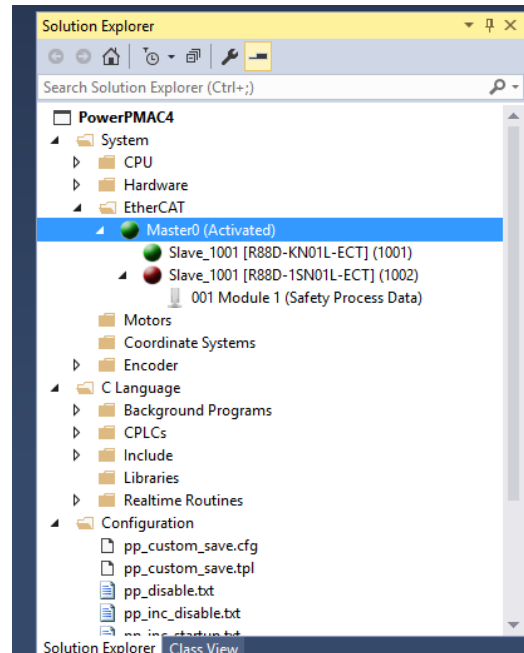 Solution Explorer
Search Solution Explorer (Ctrl+;)
PowerPMAC4
System
CPU
Hardware
EtherCAT
Master0 (Activated)
Slave_1001 [R88D-KN01L-ECT] (1001)
Slave_1001 [R88D-1SN01L-ECT] (1002)
001 Module 1 (Safety Process Data)
Motors
Coordinate Systems
Encoder
C Language
Background Programs
CPLCs
Include
Libraries
Realtime Routines
Configuration
pp_custom_save.cfg
pp_custom_save.tpl
pp_disable.txt
pp_inc_disable.txt
pp_inc_startup.txt
Solution Explorer Class View